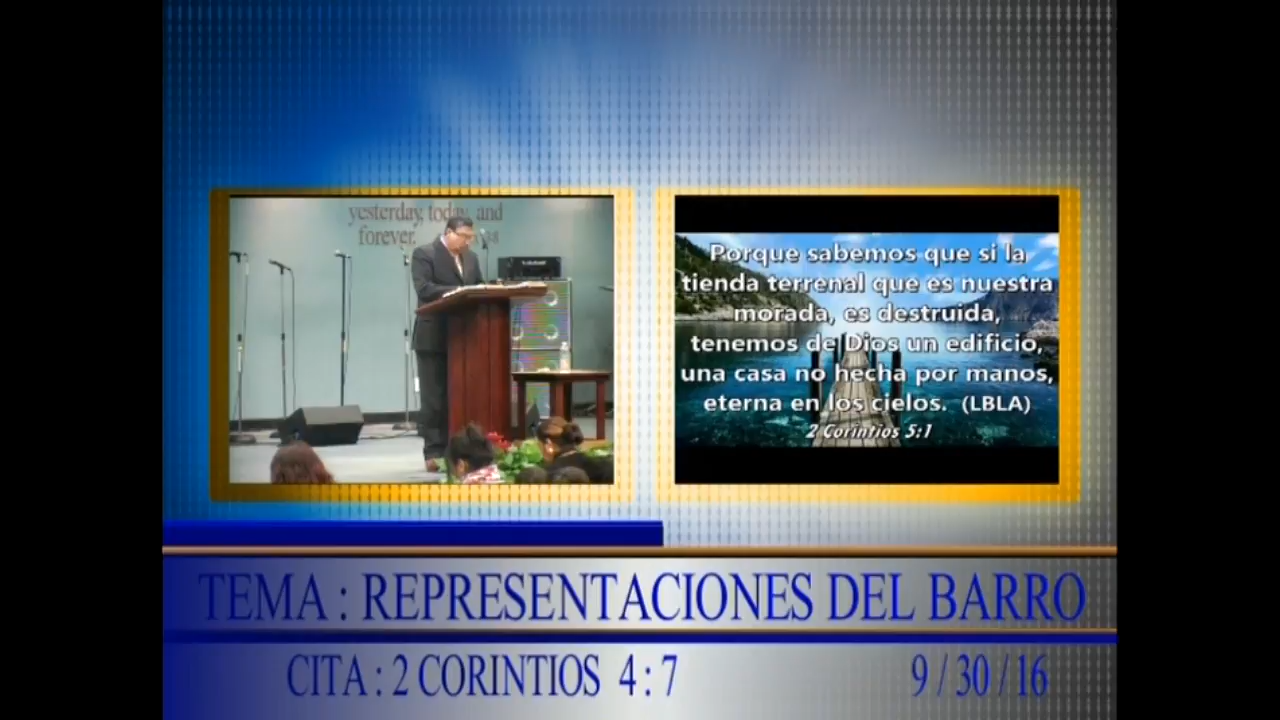 yesterday, today, and
forever.
Porque sabemos que si la
tienda terrenal que es nuestra
morada, es destruida,
tenemos de Dios un edificio,
una casa no hecha por manos,
eterna en los cielos. (LBLA)
2 Corintios 5:1
TEMA : REPRESENTACIONES DEL BARRO
CITA : 2 CORINTIOS 4 : 7
9 / 30 / 16